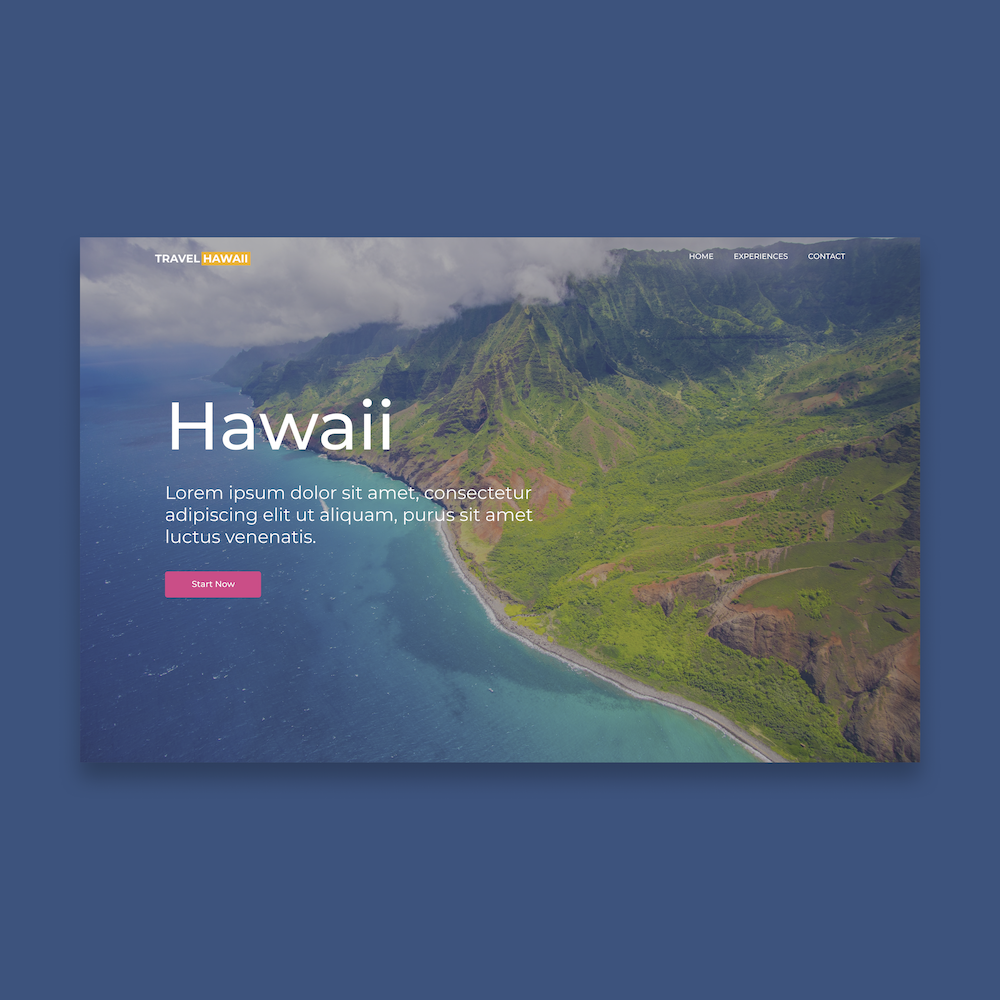 TRAVEL HAWAII
HOME EXPERIENCES CONTACT
Hawaii
Lorem ipsum dolor sit amet, consectetur
adipiscing elit ut aliquam, purus sit amet
luctus venenatis.
Start Now